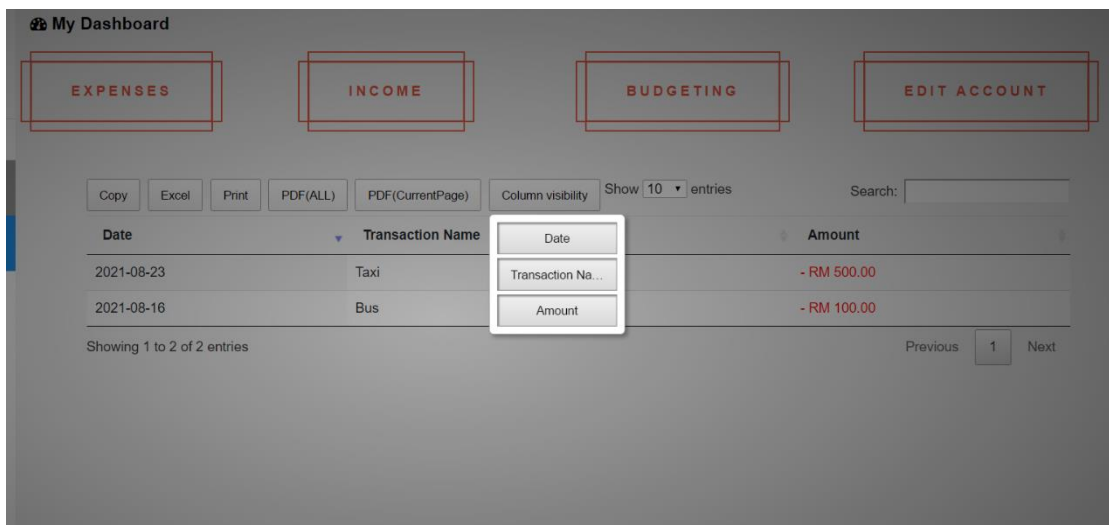 My Dashboard
EXPENSES INCOME BUDGETING EDIT ACCOUNT
Copy Excel Print PDF(ALL) PDF(CurrentPage) Column visibility Show 10 entries Search:
Date Transaction Name Amount
Date
2021-08-23 Taxi - RM 500.00
Transaction Na...
2021-08-16 Bus - RM 100.00
Amount
Showing 1 to 2 of 2 entries Previous 1 Next